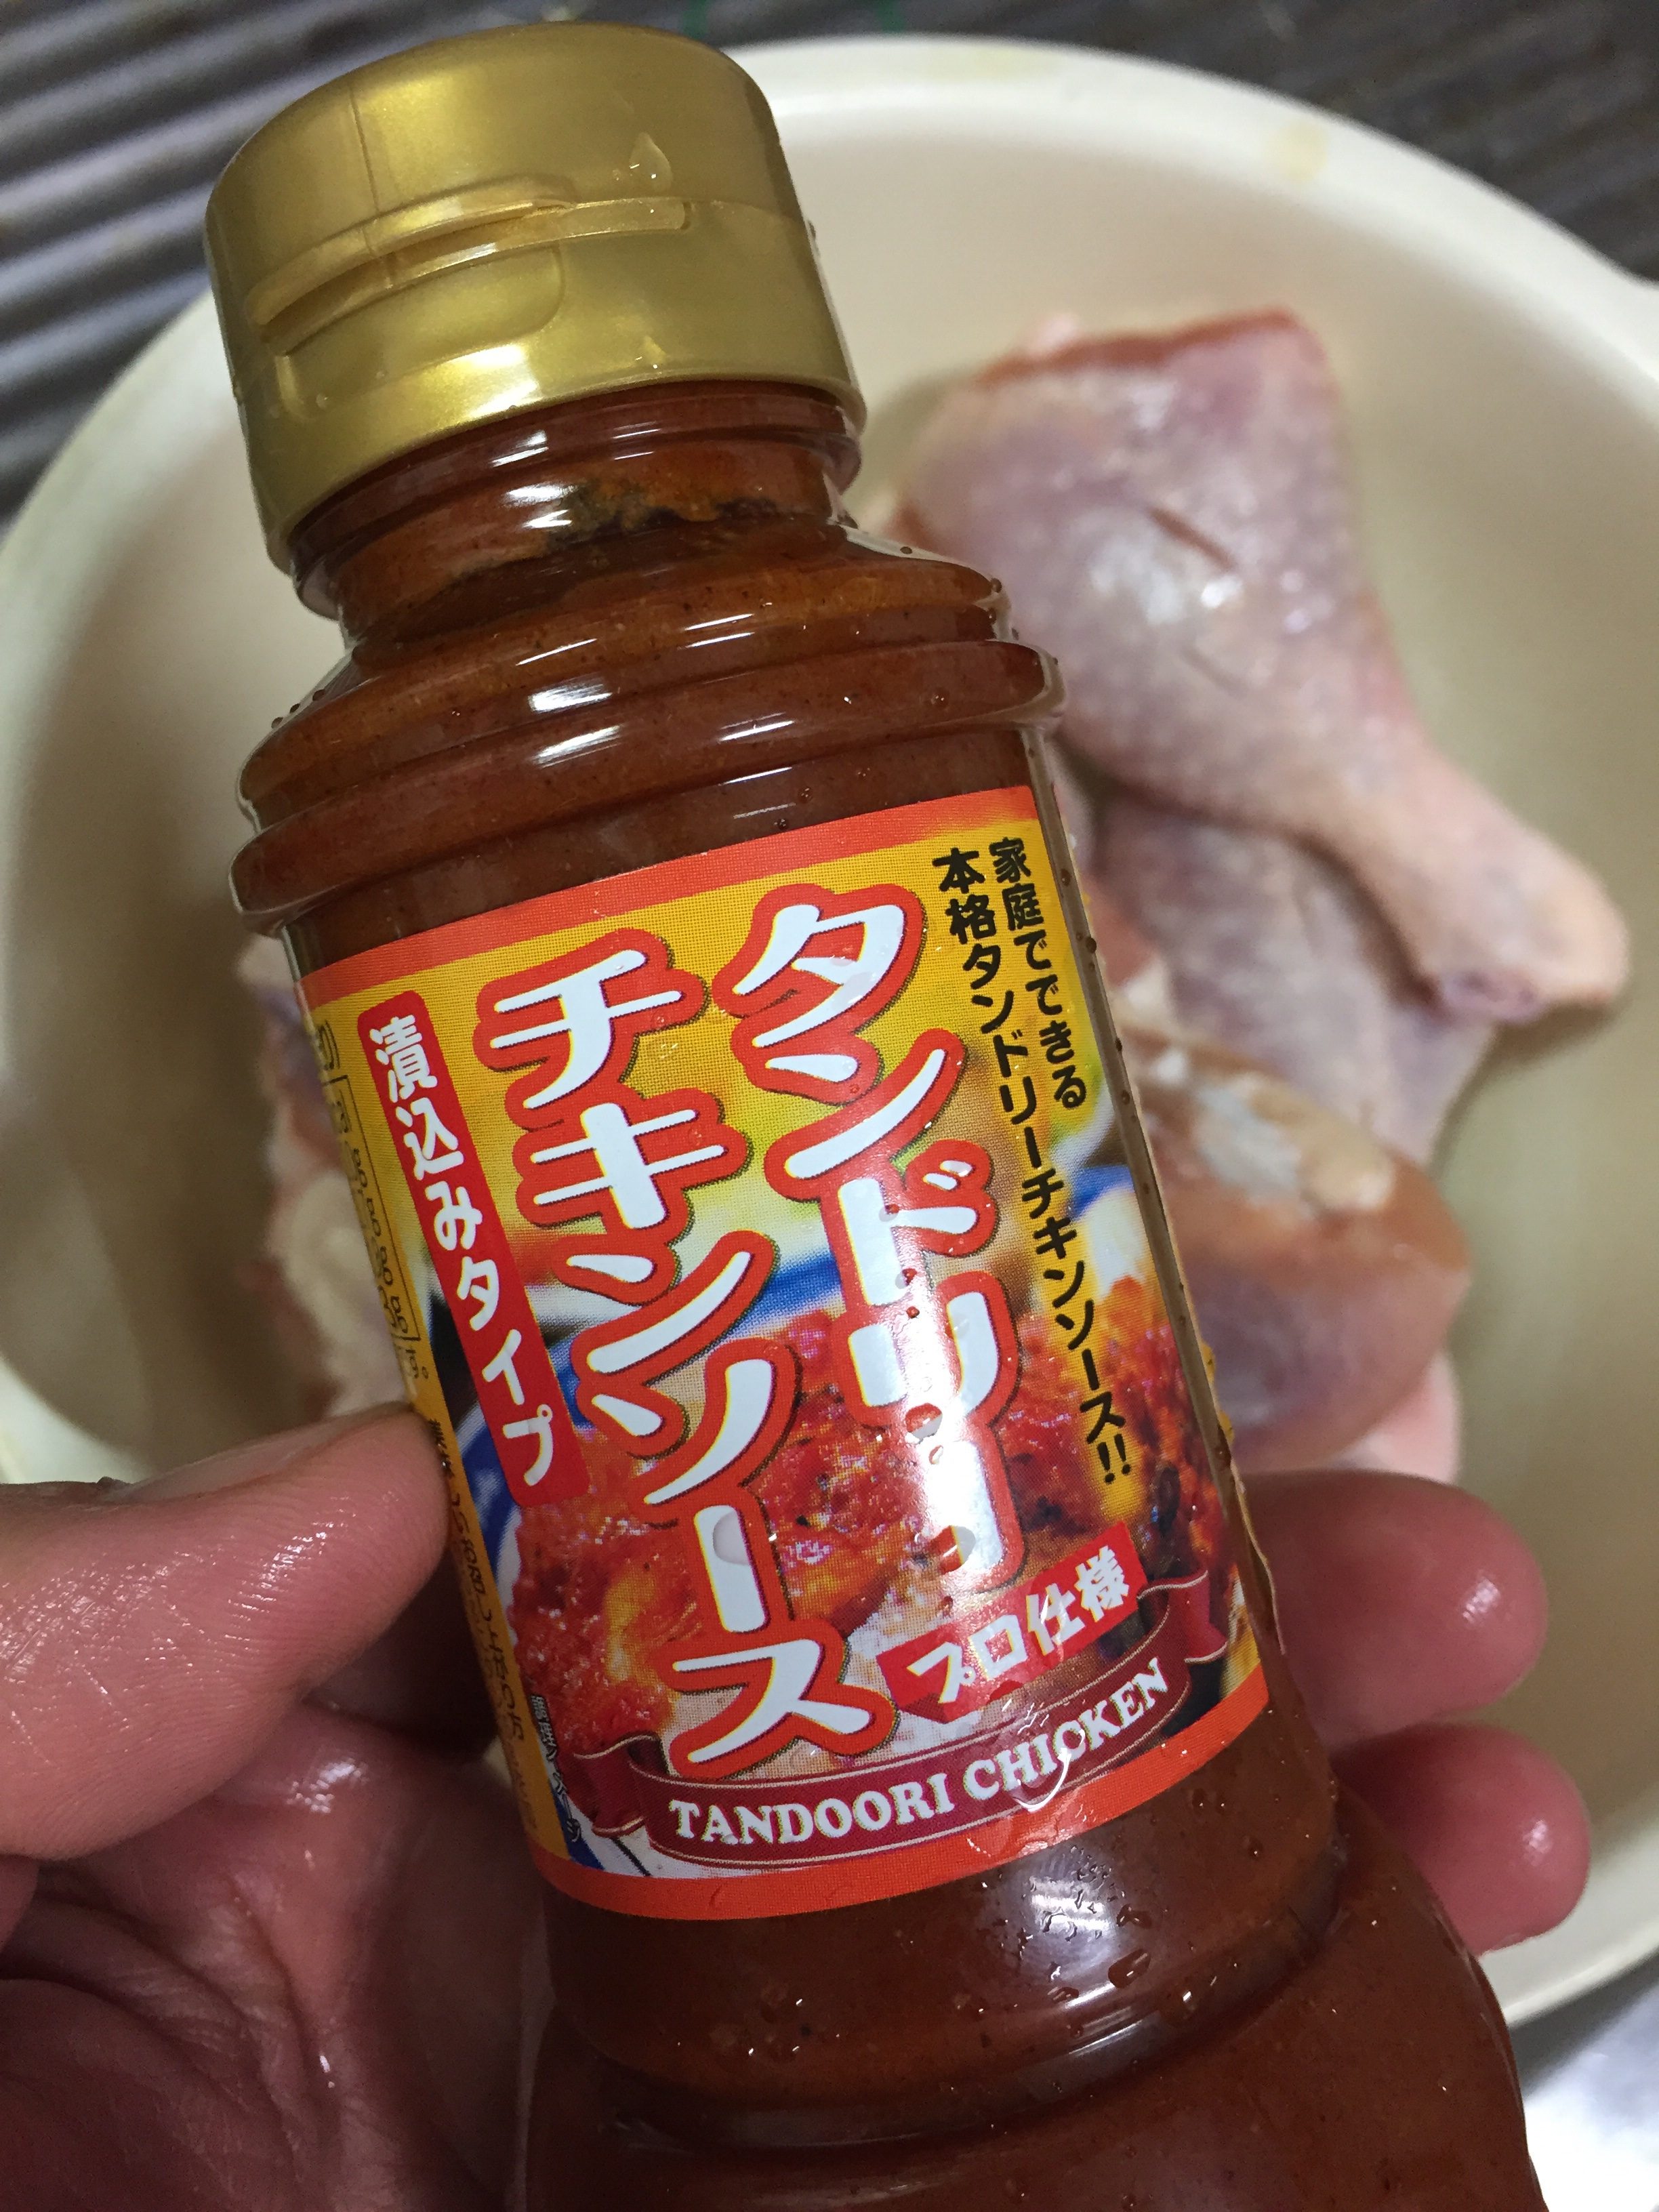 家庭でできる
本格タンドリーチキンソース!!
タンドリー
チキンソース
漬込みタイプ
プロ仕様
TANDOORI CHICKEN